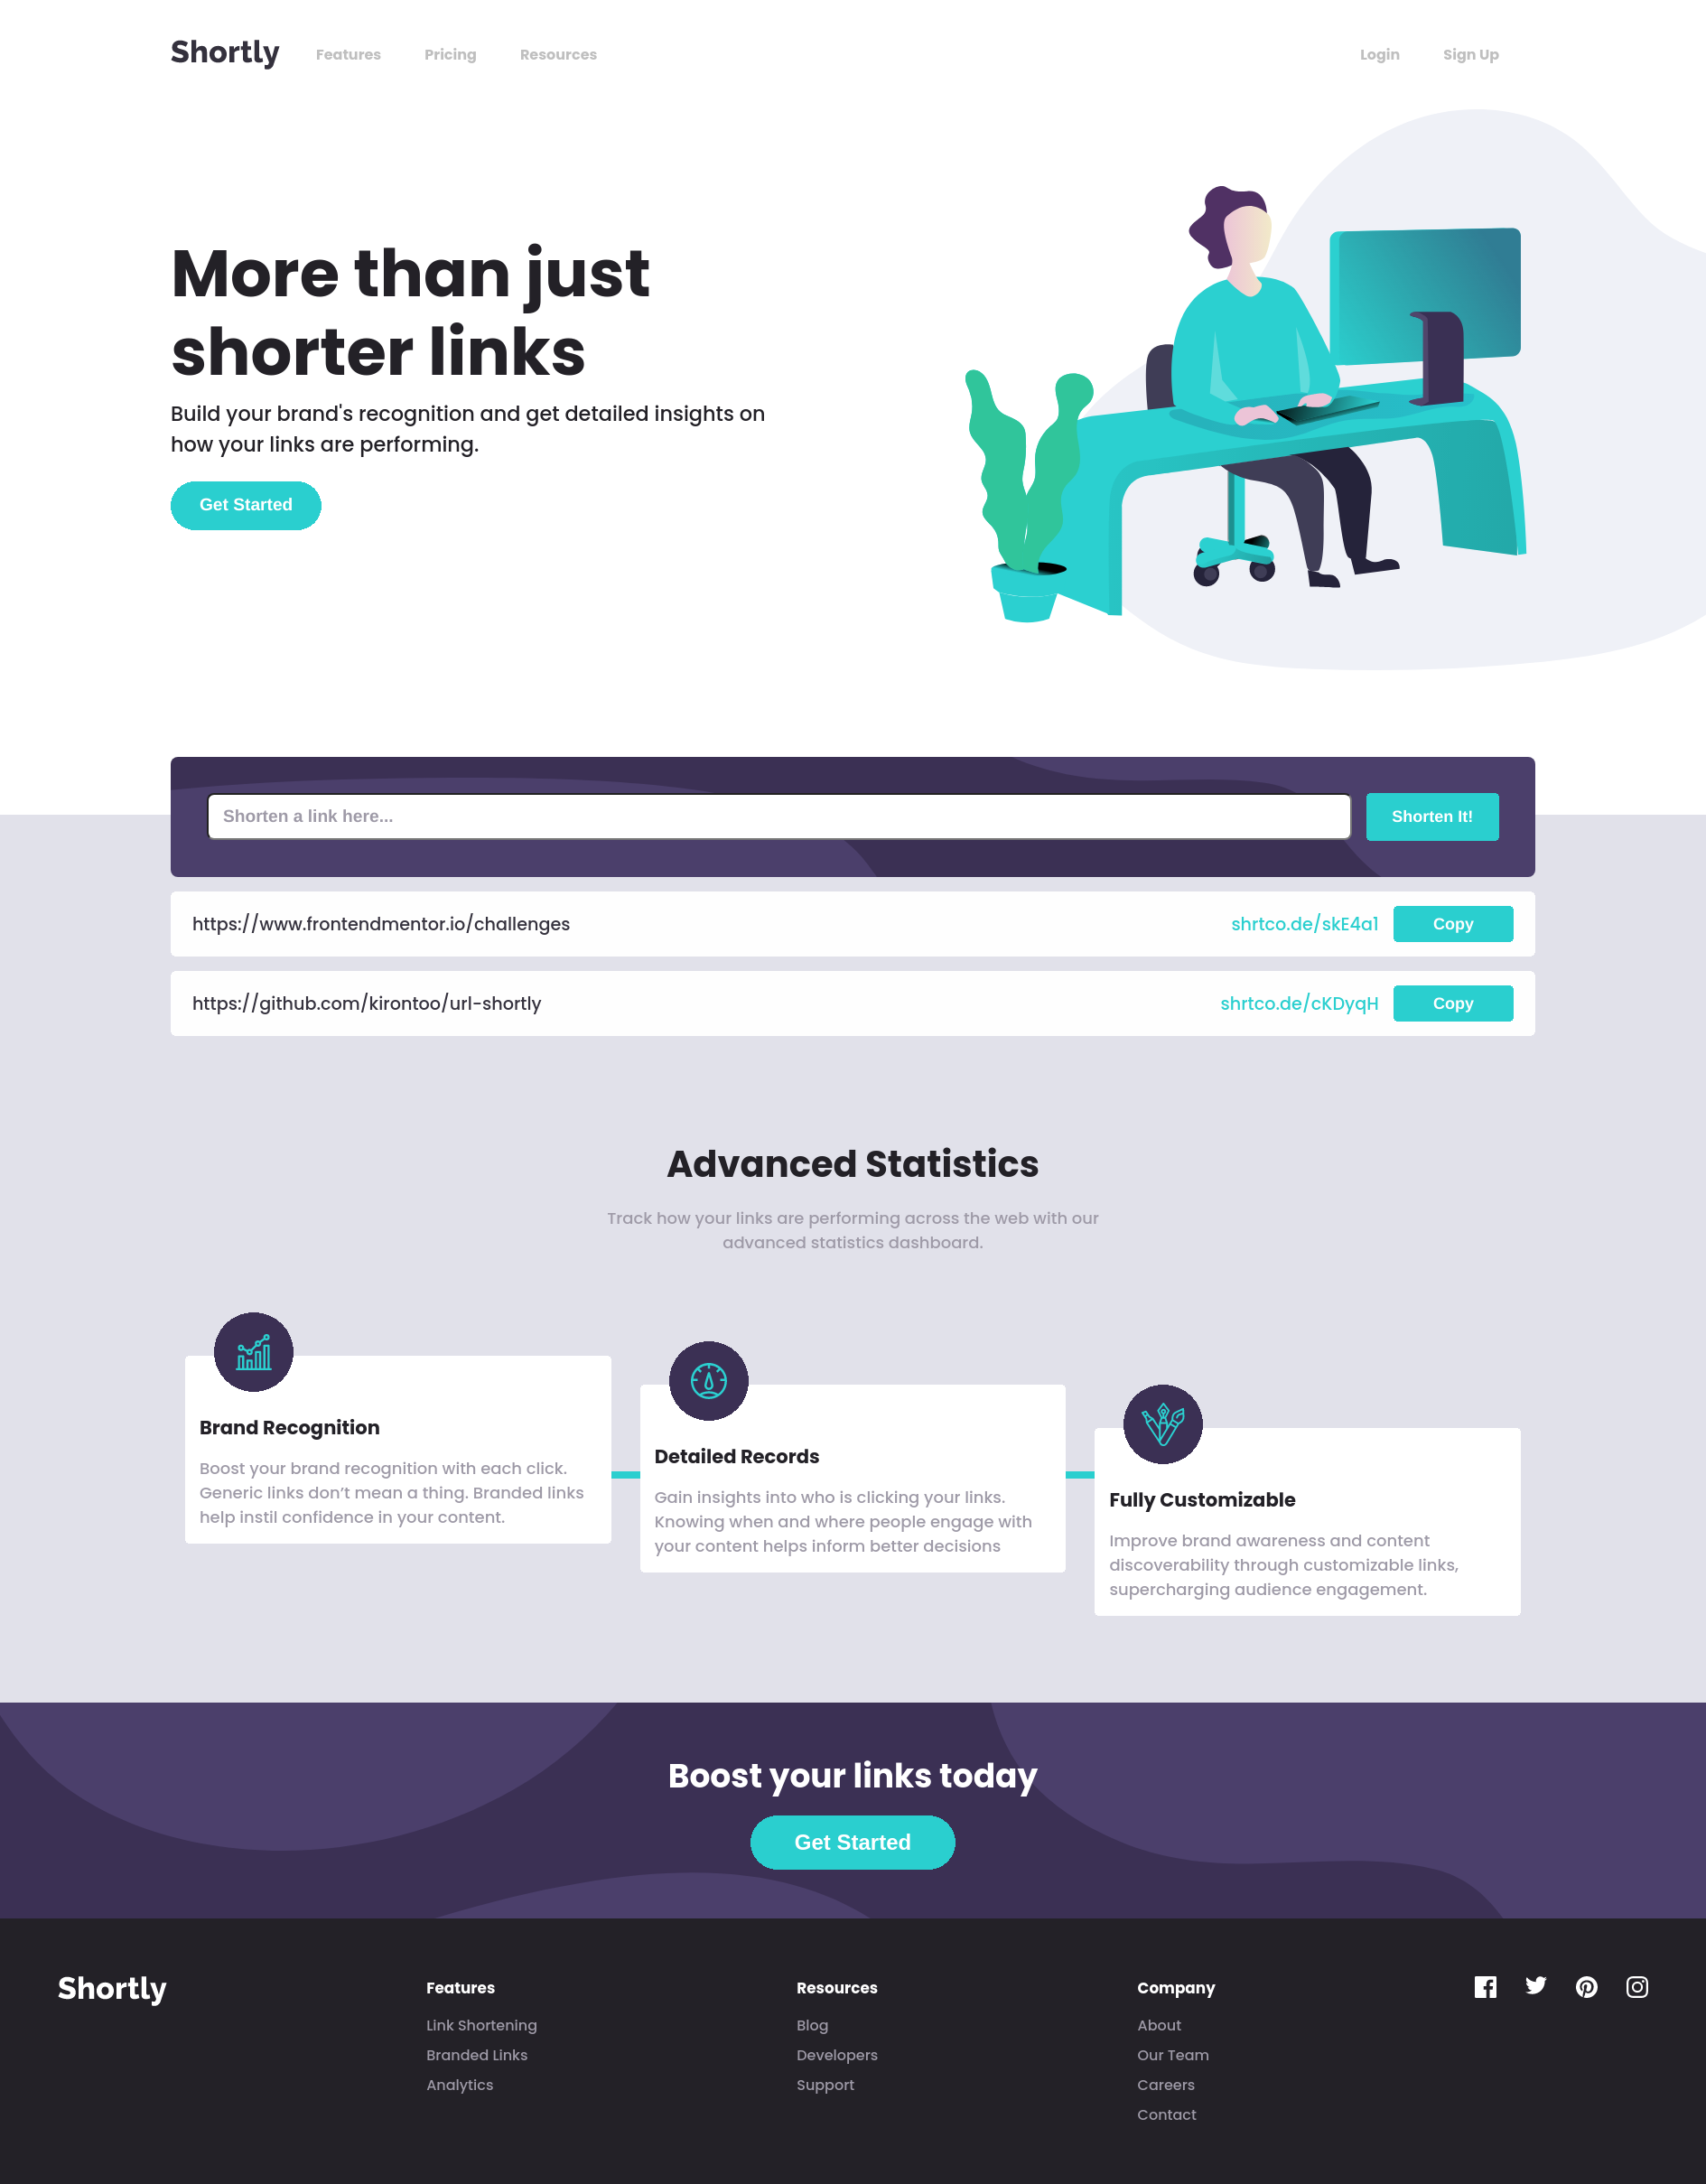 Shortly
Features
Pricing
Resources
Login
Sign Up
More than just
shorter links
Build your brand's recognition and get detailed insights on
how your links are performing.
Get Started
Shorten a link here...
Shorten It!
https://www.frontendmentor.io/challenges
shrtco.de/skE4a1
Copy
https://github.com/kirontoo/url-shortly
shrtco.de/cKDyqH
Copy
Advanced Statistics
Track how your links are performing across the web with our
advanced statistics dashboard.
Brand Recognition
Boost your brand recognition with each click.
Generic links don’t mean a thing. Branded links
help instil confidence in your content.
Detailed Records
Gain insights into who is clicking your links.
Knowing when and where people engage with
your content helps inform better decisions
Fully Customizable
Improve brand awareness and content
discoverability through customizable links,
supercharging audience engagement.
Boost your links today
Get Started
Shortly
Features
Link Shortening
Branded Links
Analytics
Resources
Blog
Developers
Support
Company
About
Our Team
Careers
Contact